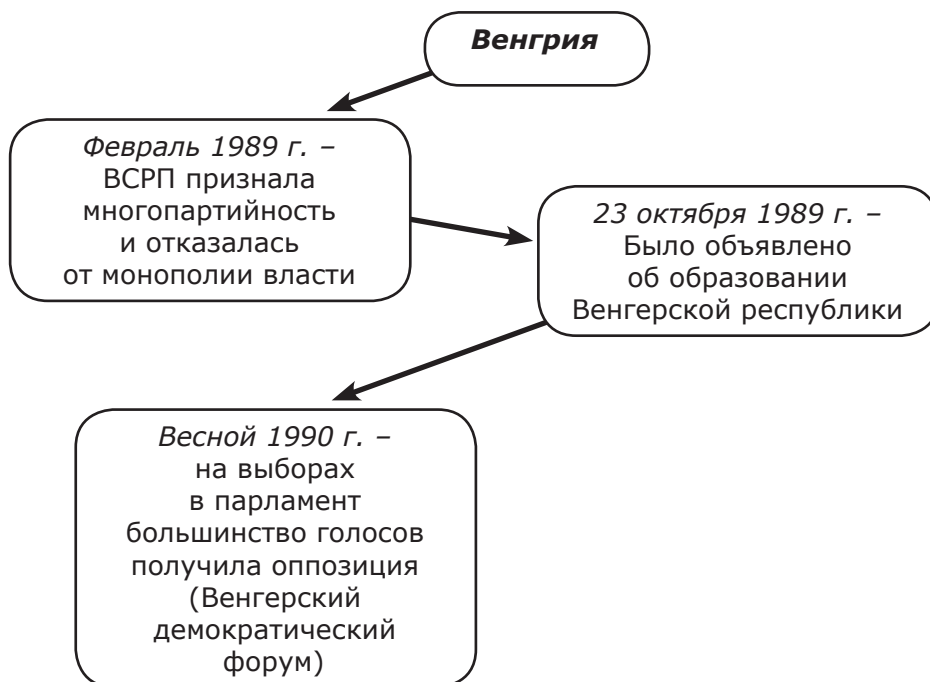 Венгрия
Февраль 1989 г. –
ВСРП признала
многопартийность
и отказалась
от монополии власти
23 октября 1989 г. –
Было объявлено
об образовании
Венгерской республики
Весной 1990 г. –
на выборах
в парламент
большинство голосов
получила оппозиция
(Венгерский
демократический
форум)